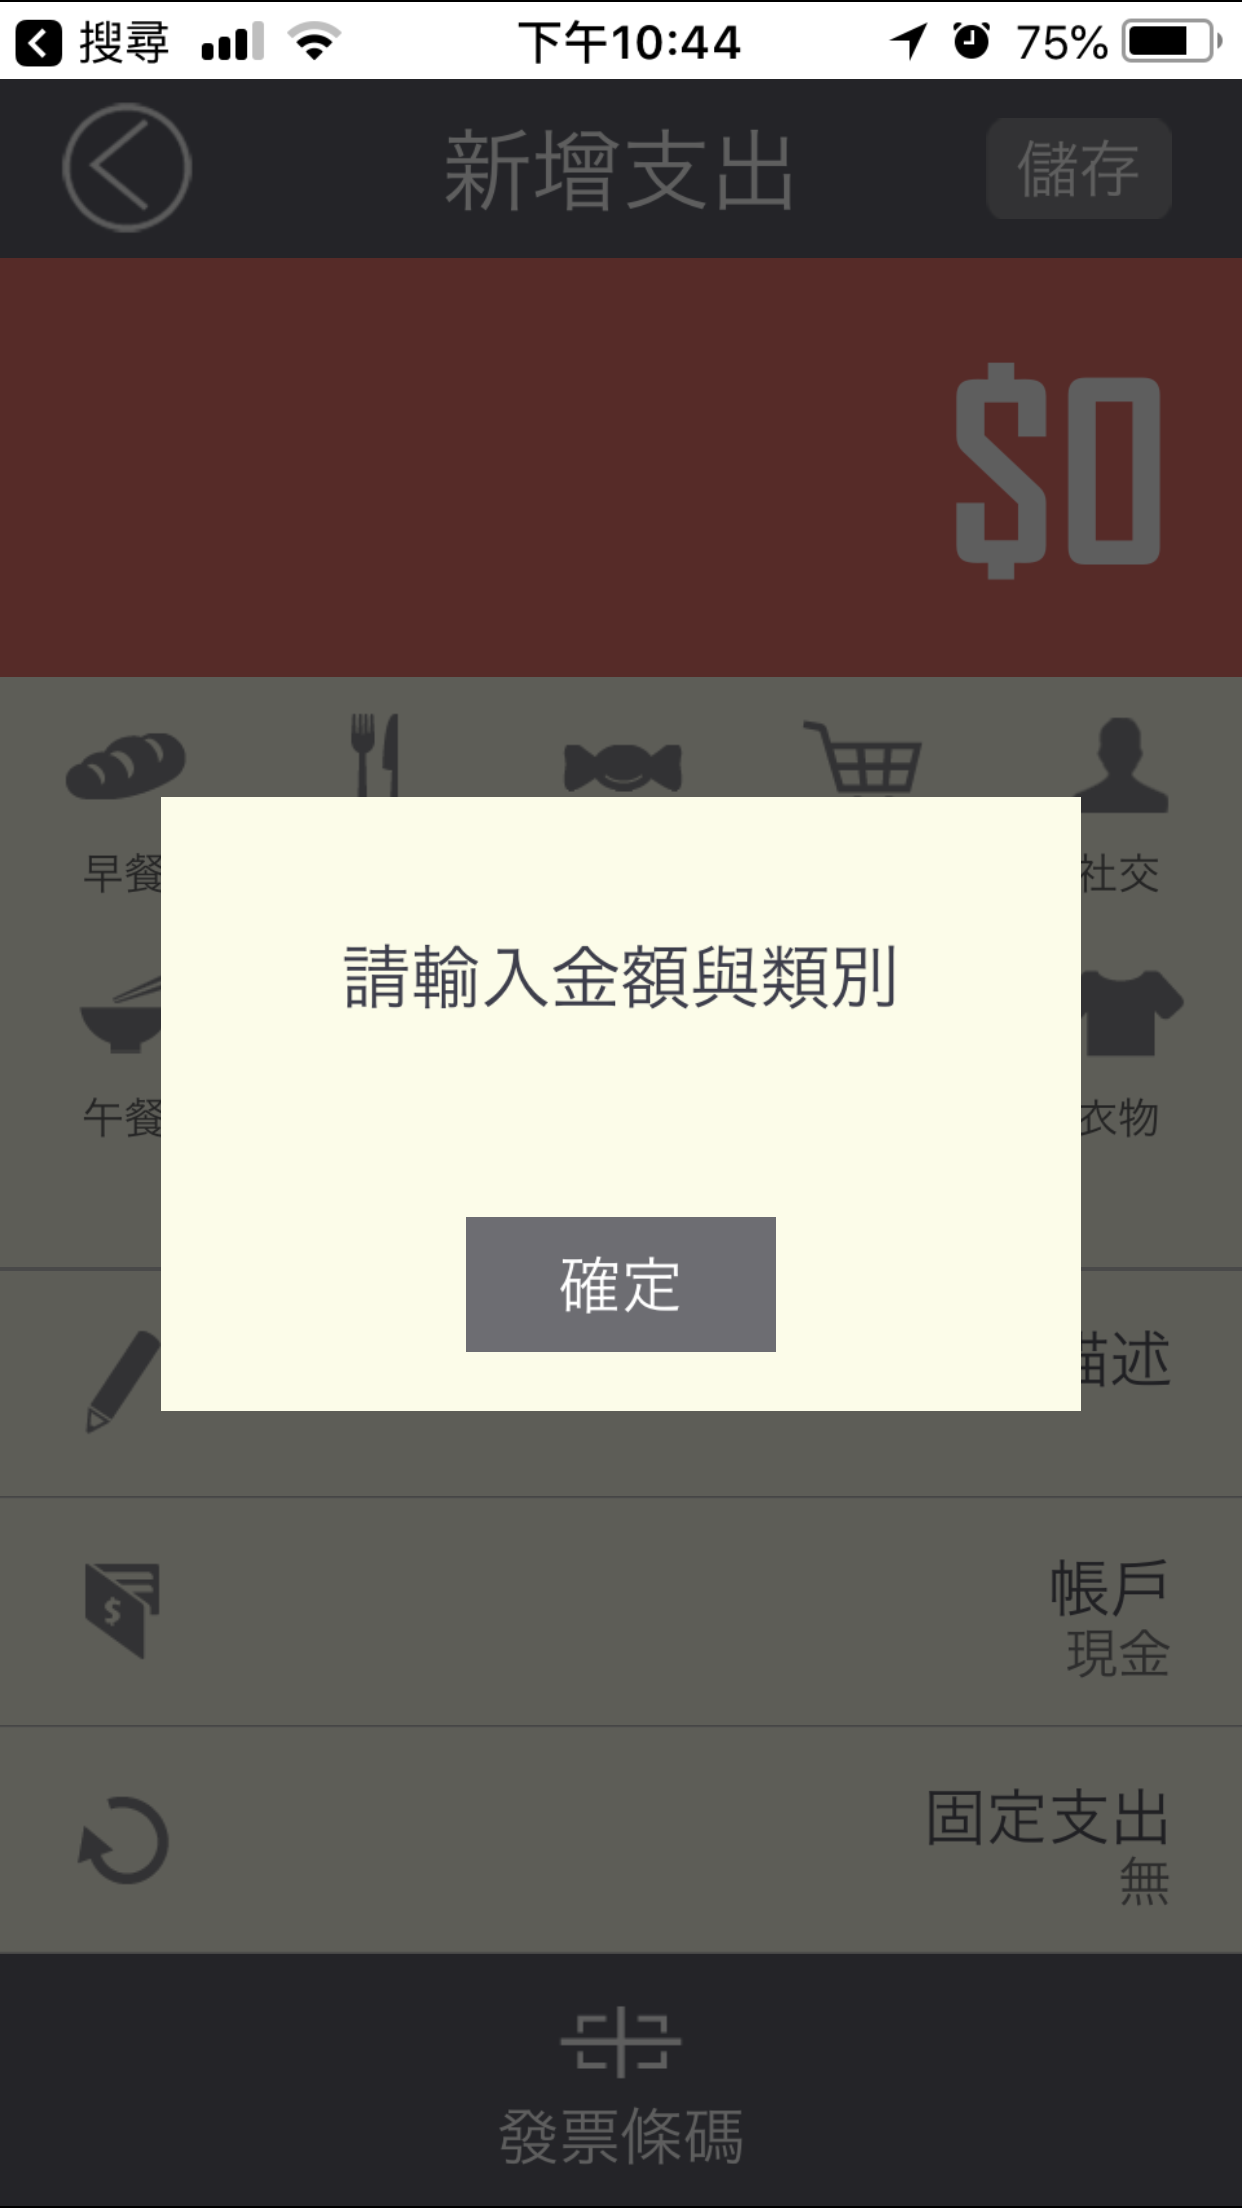 搜尋 下午10:44 75%
新增支出 儲存
$0
早餐 社交
請輸入金額與類別
午餐 衣物
確定
描述
帳戶
現金
固定支出
無
發票條碼